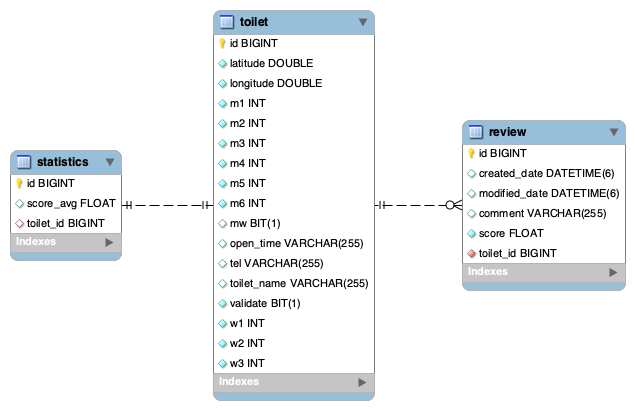 statistics
id BIGINT
score_avg FLOAT
toilet_id BIGINT
Indexes
toilet
id BIGINT
latitude DOUBLE
longitude DOUBLE
m1 INT
m2 INT
m3 INT
m4 INT
m5 INT
m6 INT
mw BIT(1)
open_time VARCHAR(255)
tel VARCHAR(255)
toilet_name VARCHAR(255)
validate BIT(1)
w1 INT
w2 INT
w3 INT
Indexes
review
id BIGINT
created_date DATETIME(6)
modified_date DATETIME(6)
comment VARCHAR(255)
score FLOAT
toilet_id BIGINT
Indexes